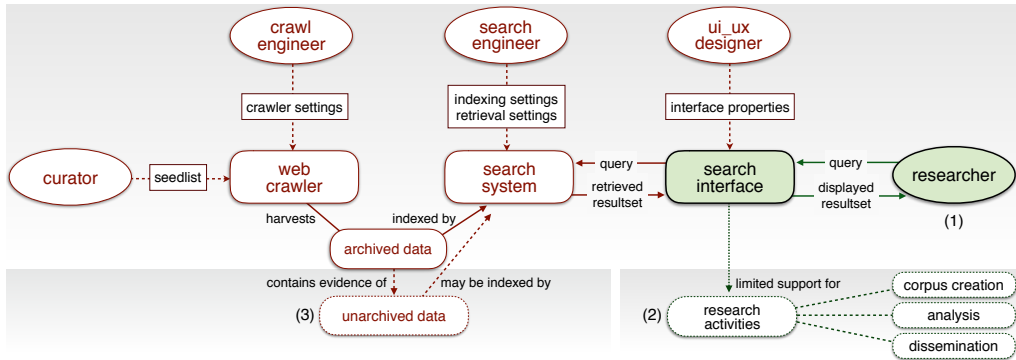 crawl
engineer
search
engineer
ui_ux
designer
crawler settings
indexing settings
retrieval settings
interface properties
curator
seedlist
web
crawler
search
system
query
retrieved
resultset
search
interface
query
displayed
resultset
researcher
(1)
harvests
indexed by
archived data
contains evidence of
may be indexed by
(3)
unarchived data
limited support for
(2)
research
activities
corpus creation
analysis
dissemination